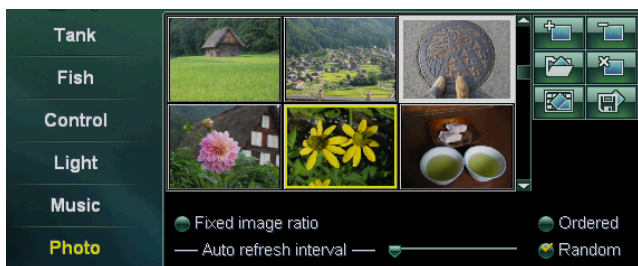 Tank
Fish
Control
Light
Music
Photo
Fixed image ratio
Auto refresh interval
Ordered
Random